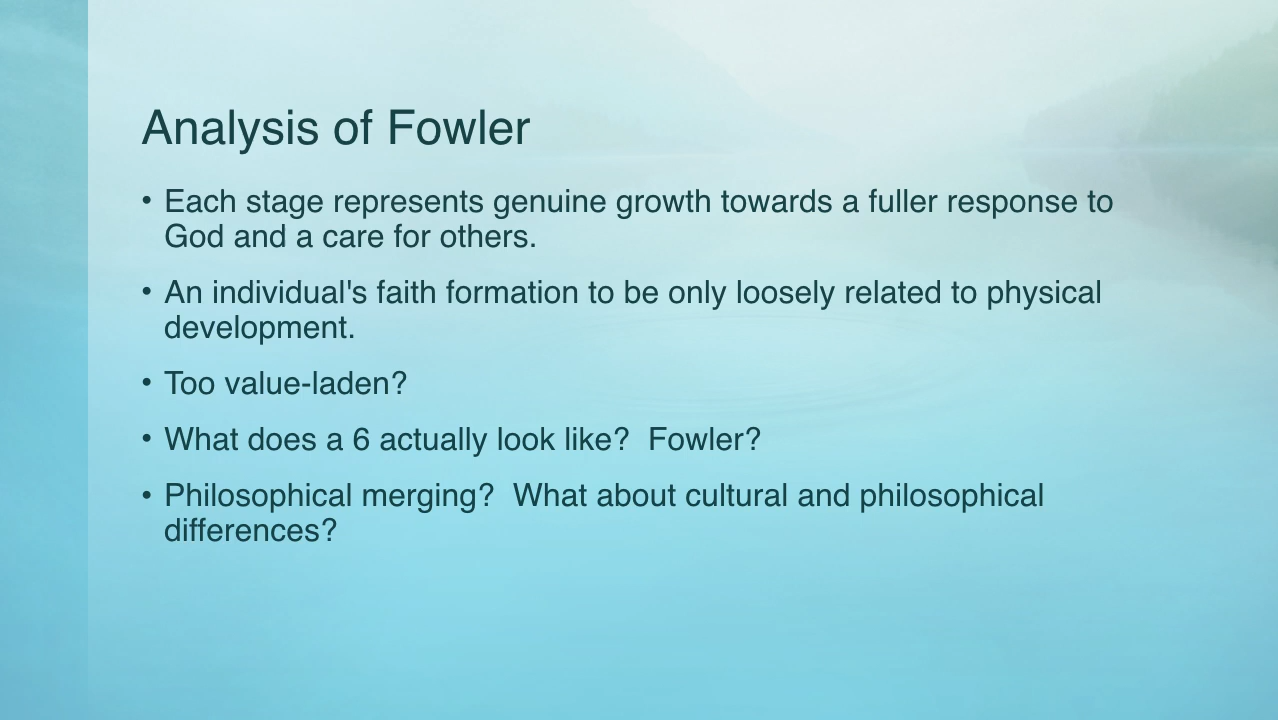 Analysis of Fowler
• Each stage represents genuine growth towards a fuller response to
God and a care for others.
• An individual's faith formation to be only loosely related to physical
development.
• Too value-laden?
• What does a 6 actually look like?  Fowler?
• Philosophical merging?  What about cultural and philosophical
differences?